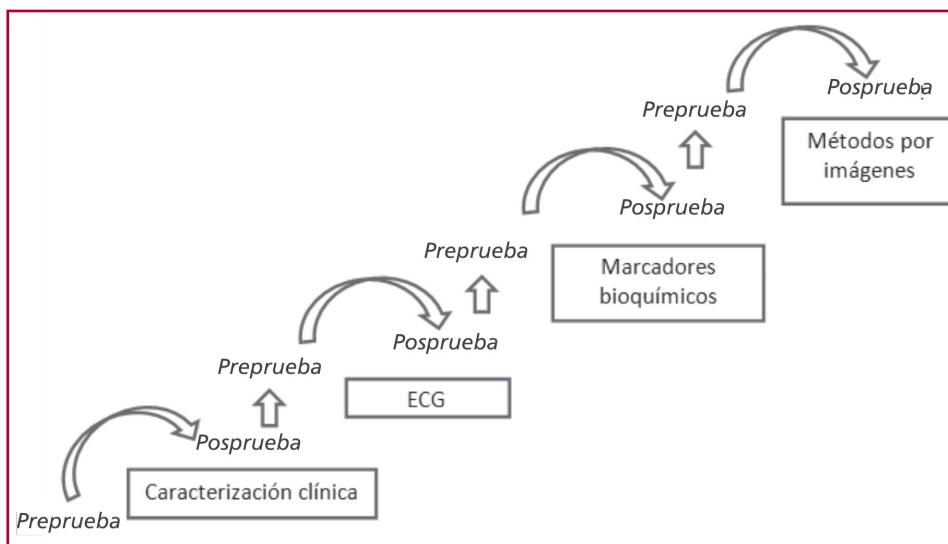 Posprueba
Preprueba
Métodos por
imágenes
Posprueba
Preprueba
Marcadores
bioquímicos
Posprueba
Preprueba
ECG
Posprueba
Caracterización clínica
Preprueba